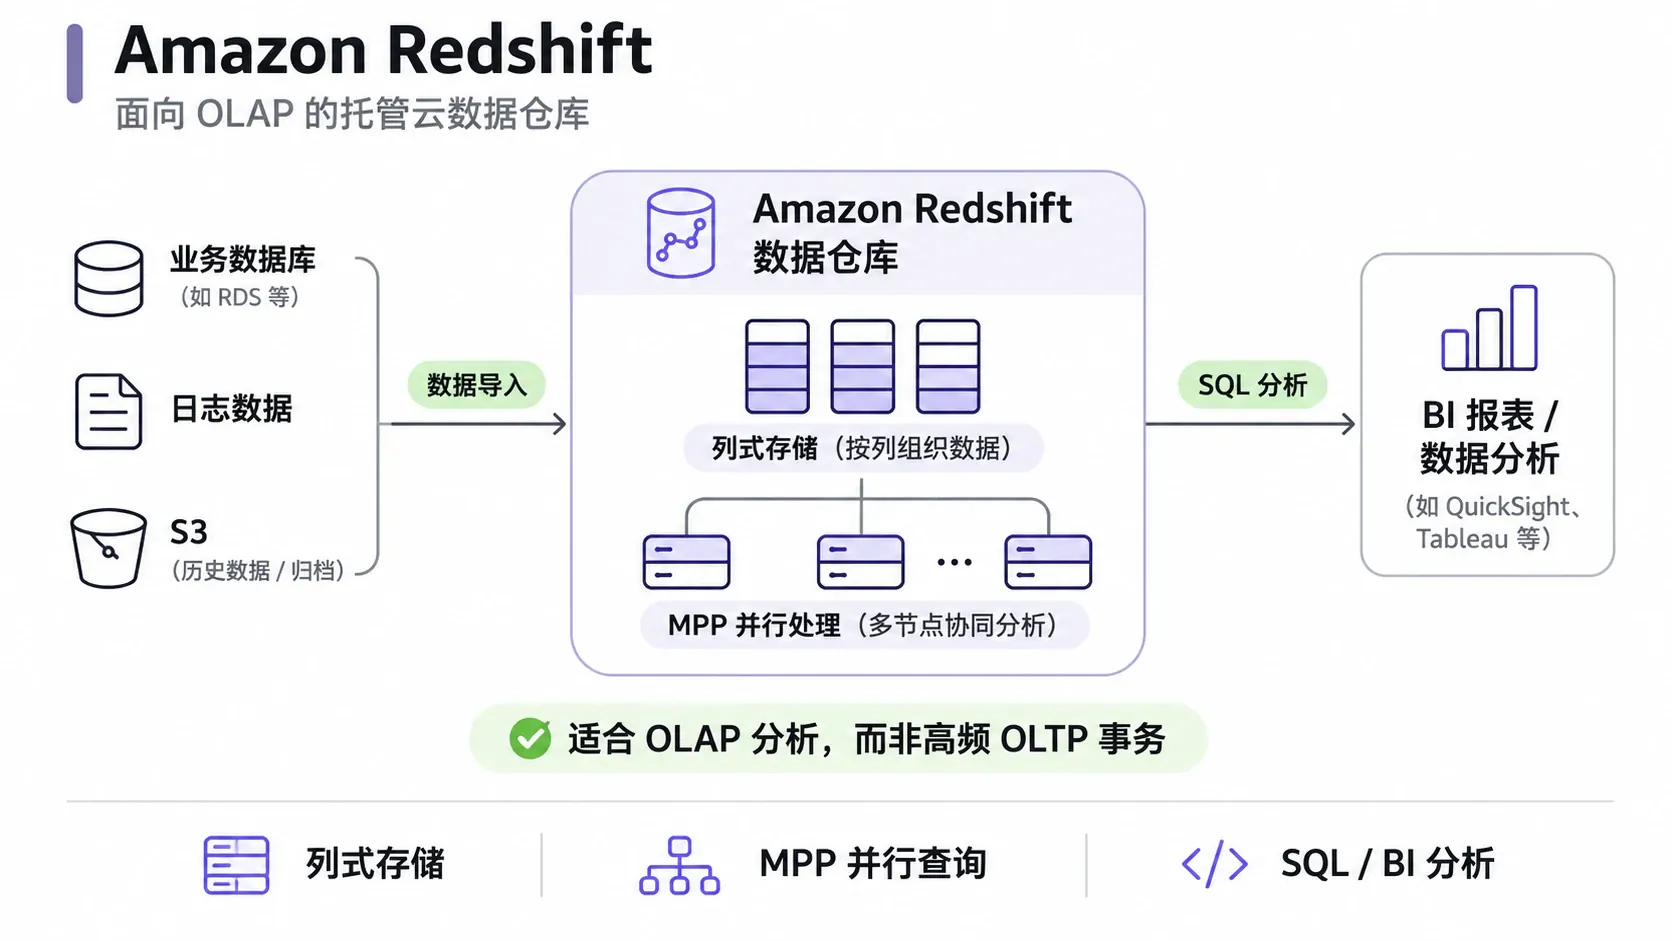 Amazon Redshift
面向 OLAP 的托管云数据仓库
业务数据库
（如 RDS 等）
日志数据
S3
（历史数据 / 归档）
数据导入
Amazon Redshift
数据仓库
列式存储（按列组织数据）
...
MPP 并行处理（多节点协同分析）
SQL 分析
BI 报表 /
数据分析
（如 QuickSight、
Tableau 等）
适合 OLAP 分析，而非高频 OLTP 事务
列式存储
MPP 并行查询
</> SQL / BI 分析